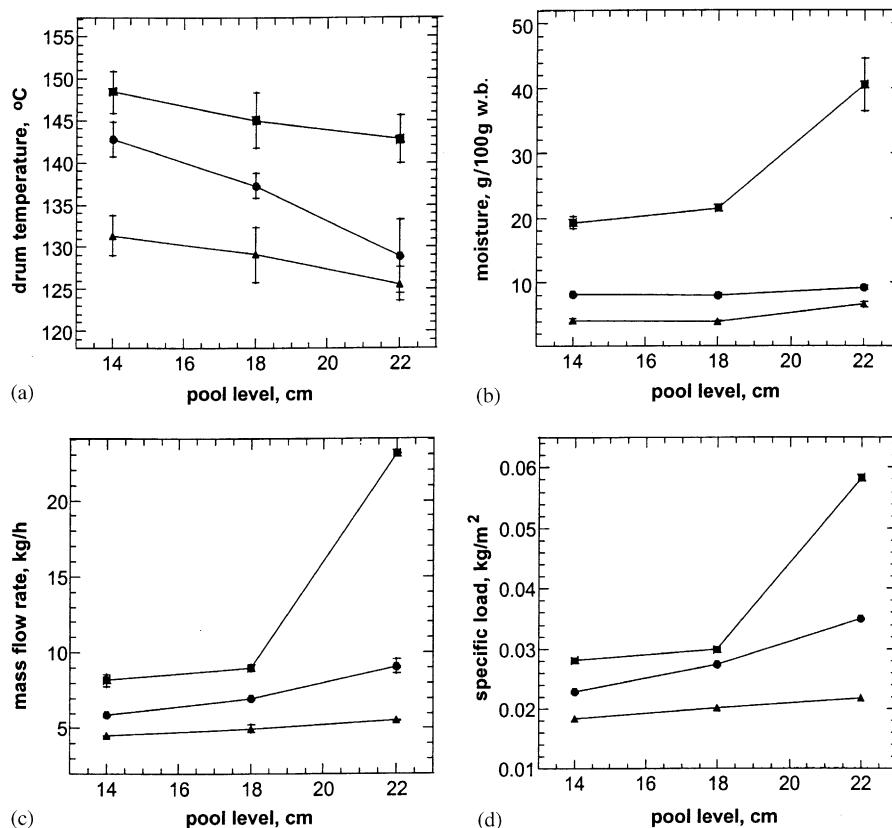 drum temperature, ºC
155
150
145
140
135
130
125
120
14 16 18 20 22
pool level, cm
(a)
moisture, g/100g w.b.
50
40
30
20
10
14 16 18 20 22
pool level, cm
(b)
mass flow rate, kg/h
20
15
10
5
14 16 18 20 22
pool level, cm
(c)
specific load, kg/m²
0.06
0.05
0.04
0.03
0.02
0.01
14 16 18 20 22
pool level, cm
(d)